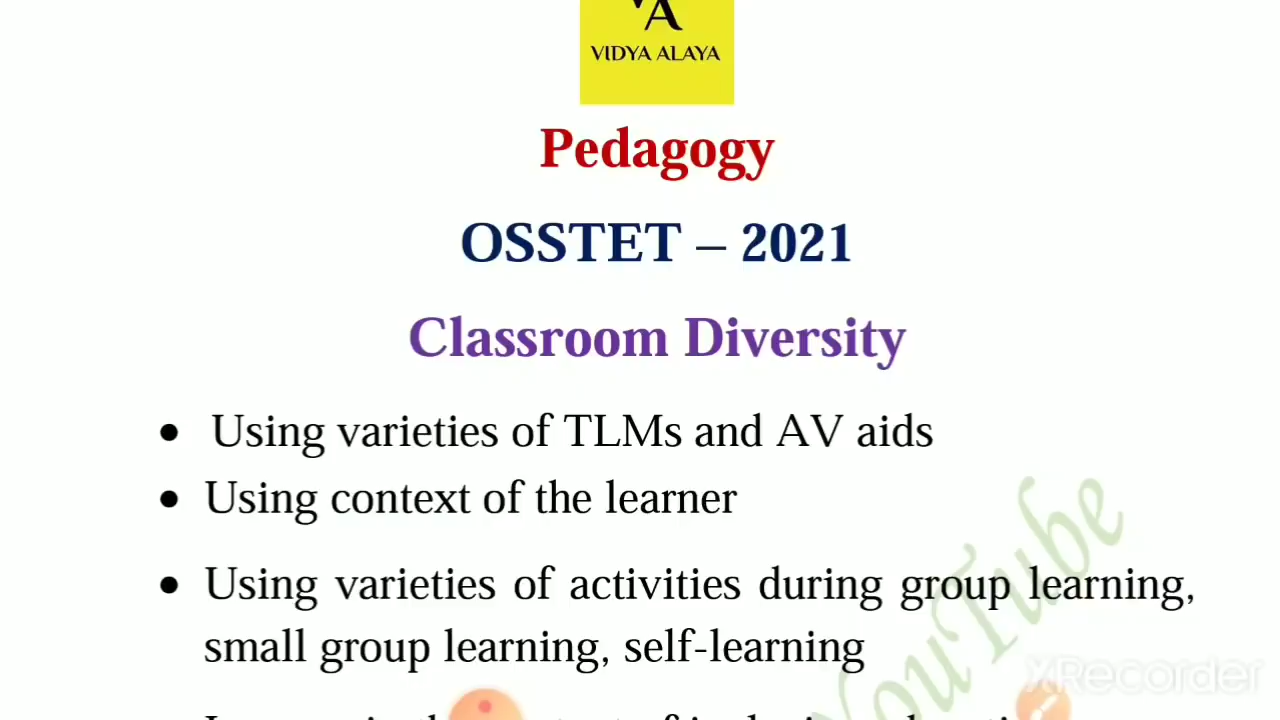 VA
VIDYA ALAYA
Pedagogy
OSSTET – 2021
Classroom Diversity
• Using varieties of TLMs and AV aids
• Using context of the learner
• Using varieties of activities during group learning,
small group learning, self-learning
YouTube
XRecorder